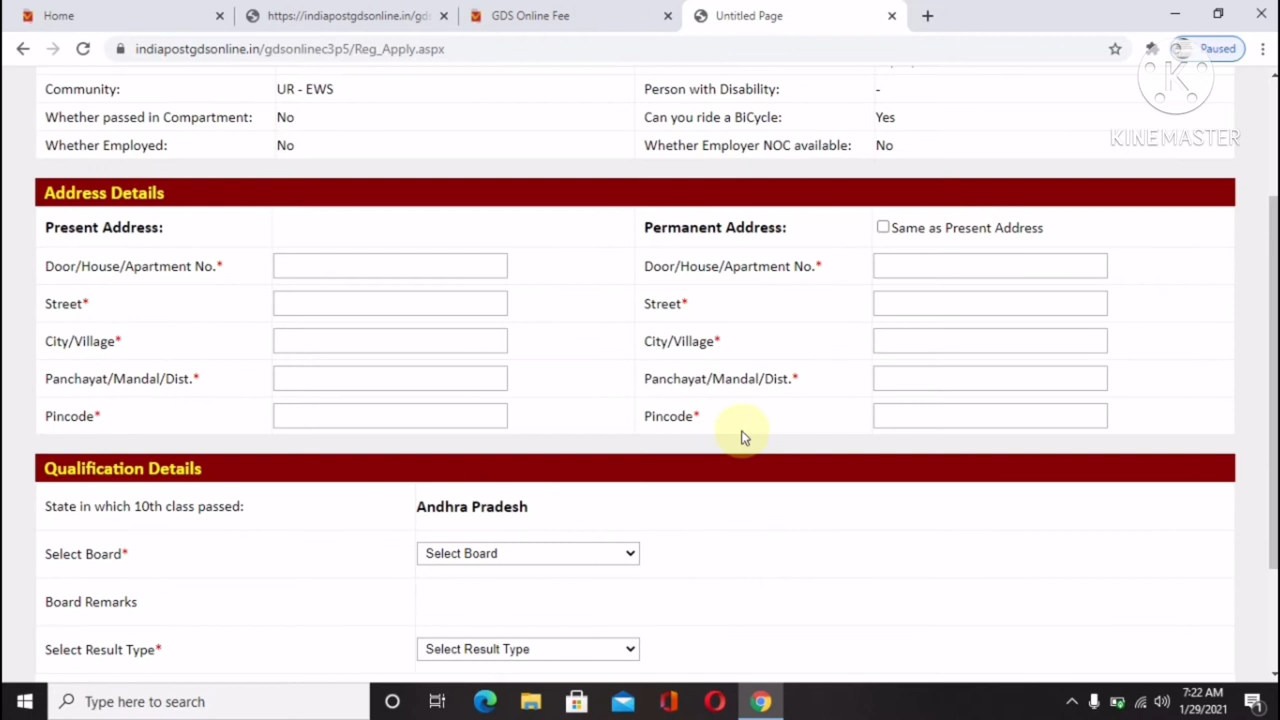 Home
https://indiapostgdsonline.in/gds
GDS Online Fee
Untitled Page
indiapostgdsonline.in/gdsonlinec3p5/Reg_Apply.aspx
Paused
K
KINEMASTER
Community: UR - EWS Person with Disability: -
Whether passed in Compartment: No Can you ride a BiCycle: Yes
Whether Employed: No Whether Employer NOC available: No
Address Details
Present Address: Permanent Address: Same as Present Address
Door/House/Apartment No.* Door/House/Apartment No.*
Street* Street*
City/Village* City/Village*
Panchayat/Mandal/Dist.* Panchayat/Mandal/Dist.*
Pincode* Pincode*
Qualification Details
State in which 10th class passed: Andhra Pradesh
Select Board* Select Board
Board Remarks
Select Result Type* Select Result Type
Type here to search
7:22 AM
1/29/2021
1